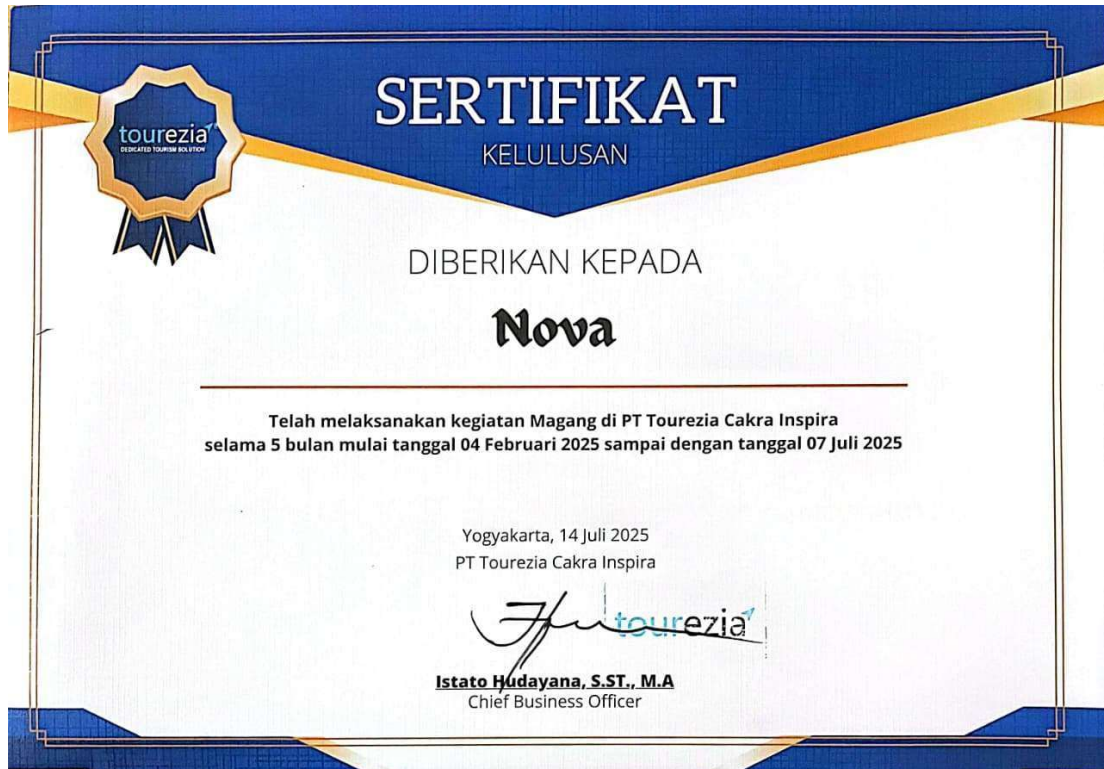 tourezia
DEDICATED TOURISM SOLUTION
SERTIFIKAT
KELULUSAN
DIBERIKAN KEPADA
Nova
Telah melaksanakan kegiatan Magang di PT Tourezia Cakra Inspira
selama 5 bulan mulai tanggal 04 Februari 2025 sampai dengan tanggal 07 Juli 2025
Yogyakarta, 14 Juli 2025
PT Tourezia Cakra Inspira
tourezia
Istato Hudayana, S.ST., M.A
Chief Business Officer